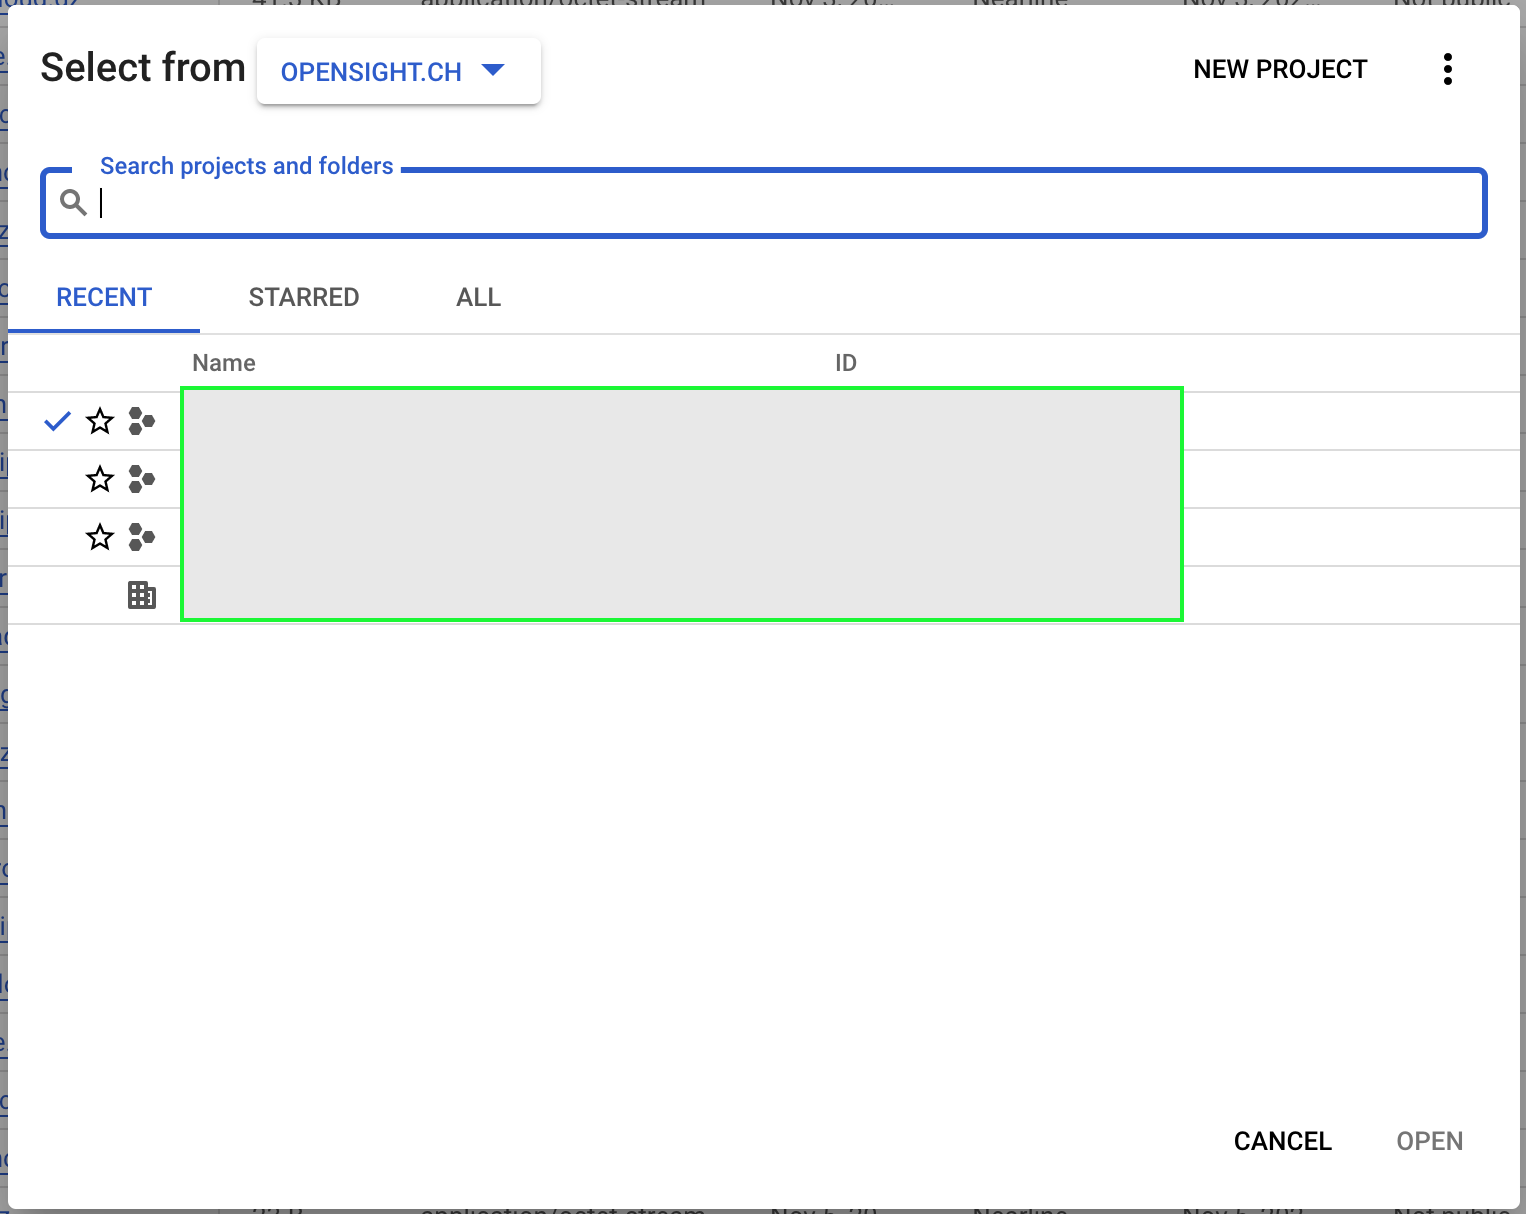 Select from OPENSIGHT.CH NEW PROJECT
Search projects and folders
RECENT STARRED ALL
Name ID
CANCEL OPEN